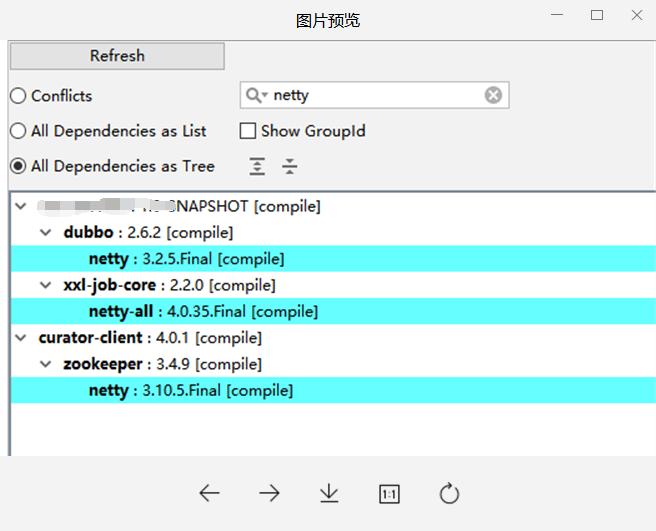 图片预览
Refresh
Conflicts
netty
All Dependencies as List
Show GroupId
All Dependencies as Tree
SNAPSHOT [compile]
dubbo : 2.6.2 [compile]
netty : 3.2.5.Final [compile]
xxl-job-core : 2.2.0 [compile]
netty-all : 4.0.35.Final [compile]
curator-client : 4.0.1 [compile]
zookeeper : 3.4.9 [compile]
netty : 3.10.5.Final [compile]
1:1